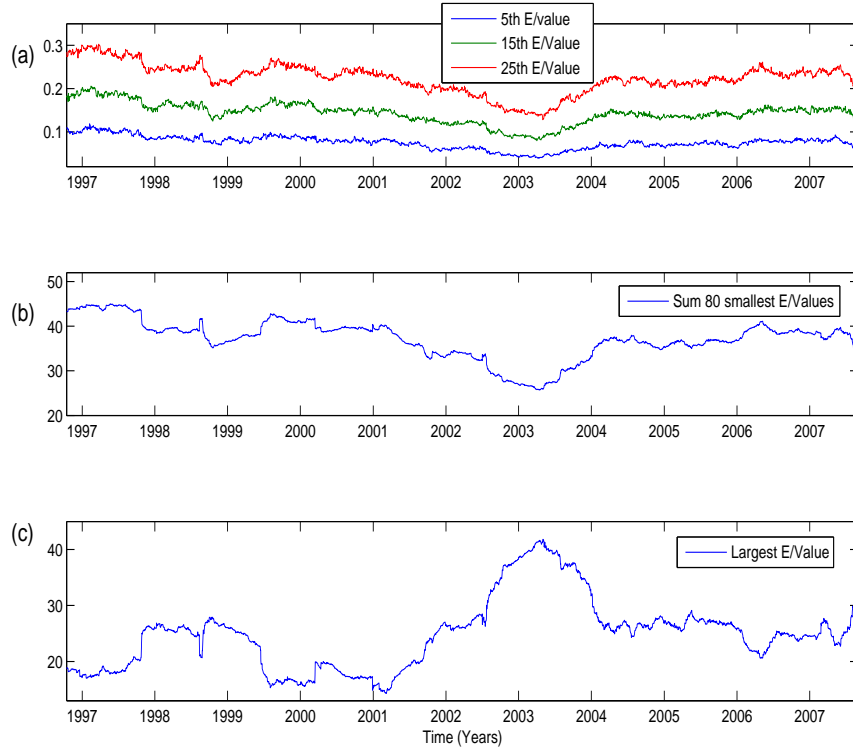 5th E/value
15th E/Value
25th E/Value
(a)
0.3
0.2
0.1
1997 1998 1999 2000 2001 2002 2003 2004 2005 2006 2007
(b)
50
40
30
20
Sum 80 smallest E/Values
1997 1998 1999 2000 2001 2002 2003 2004 2005 2006 2007
(c)
40
30
20
Largest E/Value
1997 1998 1999 2000 2001 2002 2003 2004 2005 2006 2007
Time (Years)